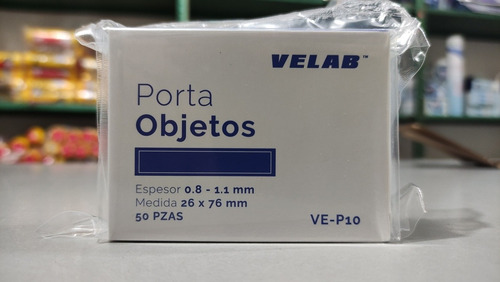 VELAB™
Porta
Objetos
Espesor 0.8 - 1.1 mm
Medida 26 x 76 mm
50 PZAS
VE-P10